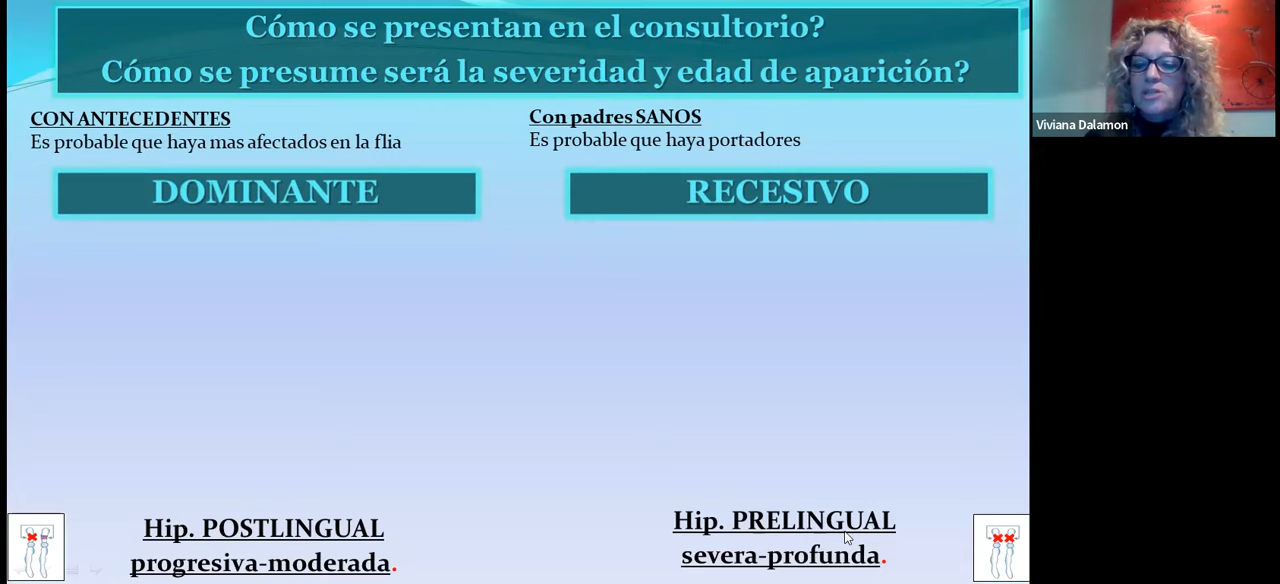 Cómo se presentan en el consultorio?
Cómo se presume será la severidad y edad de aparición?
CON ANTECEDENTES
Es probable que haya mas afectados en la flia
Con padres SANOS
Es probable que haya portadores
DOMINANTE
RECESIVO
Hip. POSTLINGUAL
progresiva-moderada.
Hip. PRELINGUAL
severa-profunda.
Viviana Dalamon